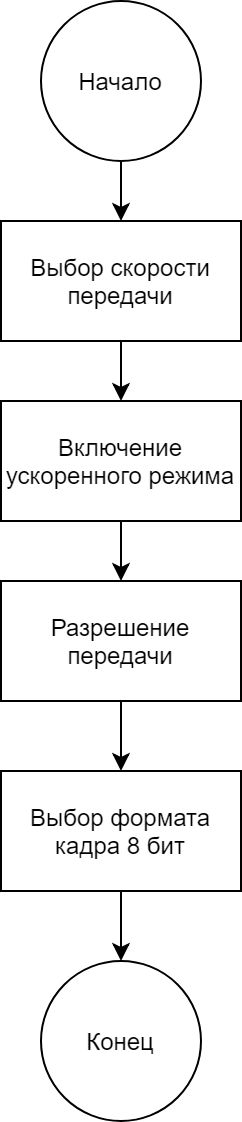 Начало
Выбор скорости
передачи
Включение
ускоренного режима
Разрешение
передачи
Выбор формата
кадра 8 бит
Конец